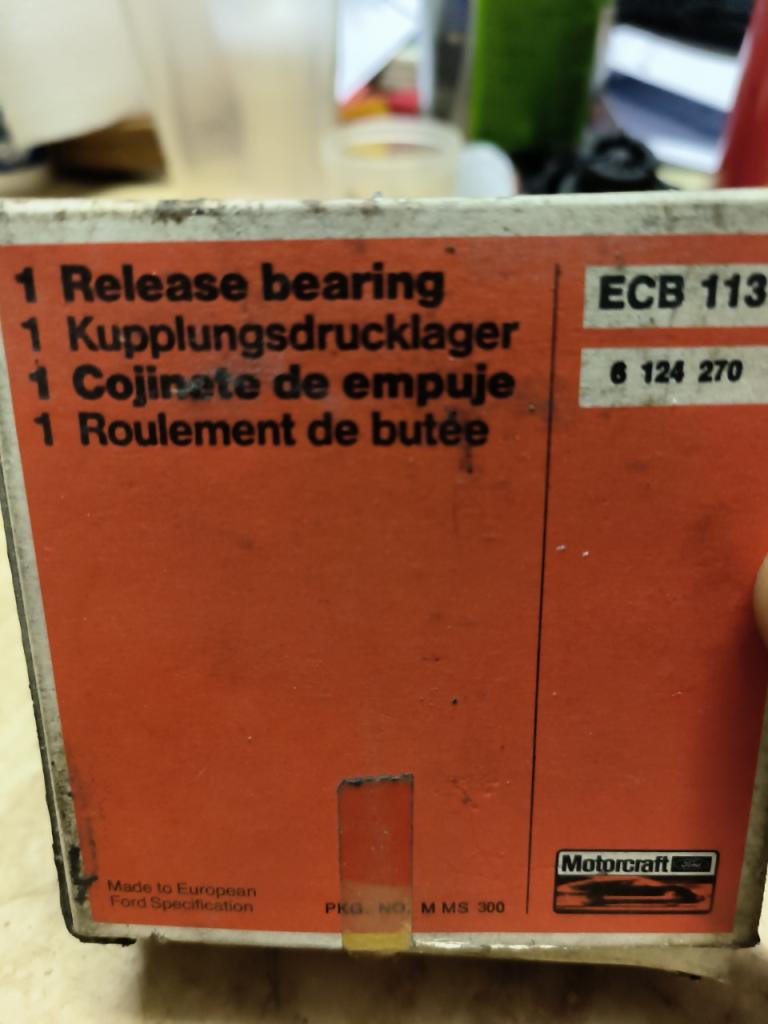 1 Release bearing
1 Kupplungsdrucklager
1 Cojinete de empuje
1 Roulement de butée
ECB 113
6 124 270
Made to European
Ford Specification
PKG. NO. M MS 300
Motorcraft Ford